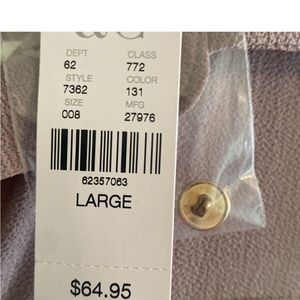 DEPT CLASS
62 772
STYLE COLOR
7362 131
SIZE MFG
008 27976
62357063
LARGE
$64.95